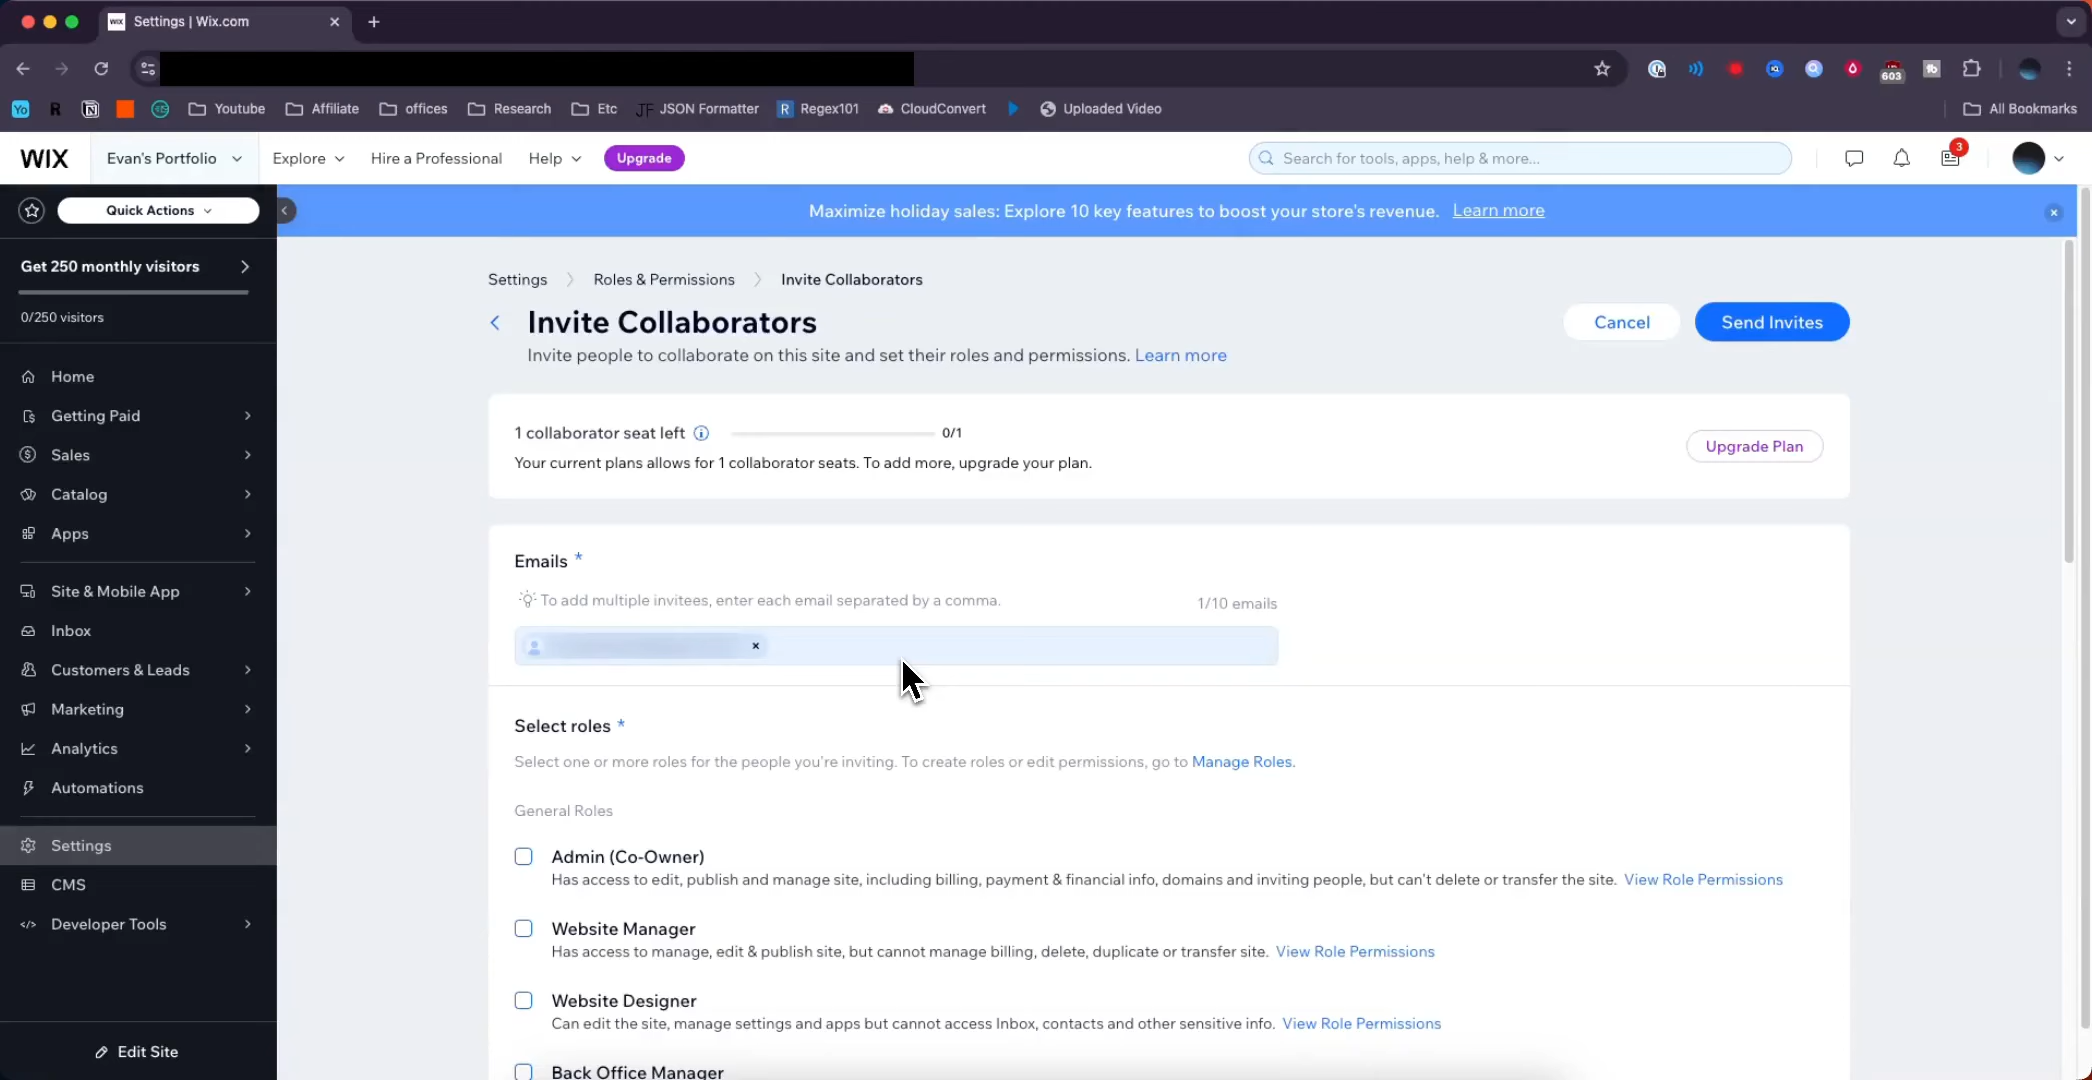 Settings | Wix.com
603
Youtube
Affiliate
offices
Research
Etc
JSON Formatter
Regex101
CloudConvert
Uploaded Video
All Bookmarks
WIX
Evan's Portfolio
Explore
Hire a Professional
Help
Upgrade
Search for tools, apps, help & more...
3
Quick Actions
Maximize holiday sales: Explore 10 key features to boost your store's revenue. Learn more
Get 250 monthly visitors
0/250 visitors
Home
Getting Paid
Sales
Catalog
Apps
Site & Mobile App
Inbox
Customers & Leads
Marketing
Analytics
Automations
Settings
CMS
Developer Tools
Edit Site
Settings
Roles & Permissions
Invite Collaborators
Invite Collaborators
Cancel
Send Invites
Invite people to collaborate on this site and set their roles and permissions. Learn more
1 collaborator seat left
0/1
Your current plans allows for 1 collaborator seats. To add more, upgrade your plan.
Upgrade Plan
Emails *
To add multiple invitees, enter each email separated by a comma.
1/10 emails
Select roles *
Select one or more roles for the people you're inviting. To create roles or edit permissions, go to Manage Roles.
General Roles
Admin (Co-Owner)
Has access to edit, publish and manage site, including billing, payment & financial info, domains and inviting people, but can't delete or transfer the site. View Role Permissions
Website Manager
Has access to manage, edit & publish site, but cannot manage billing, delete, duplicate or transfer site. View Role Permissions
Website Designer
Can edit the site, manage settings and apps but cannot access Inbox, contacts and other sensitive info. View Role Permissions
Back Office Manager